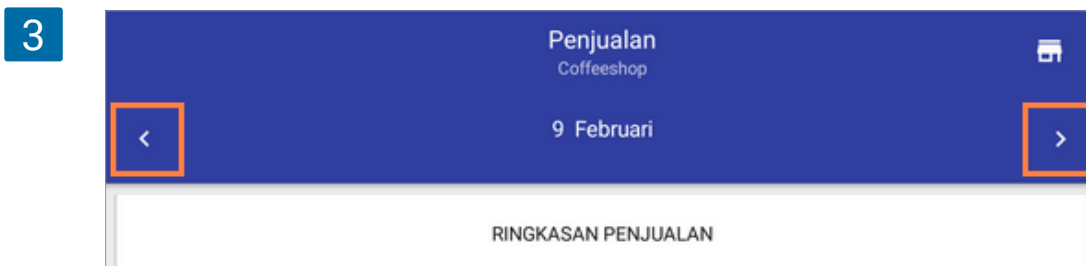 3
Penjualan
Coffeeshop
9 Februari
RINGKASAN PENJUALAN